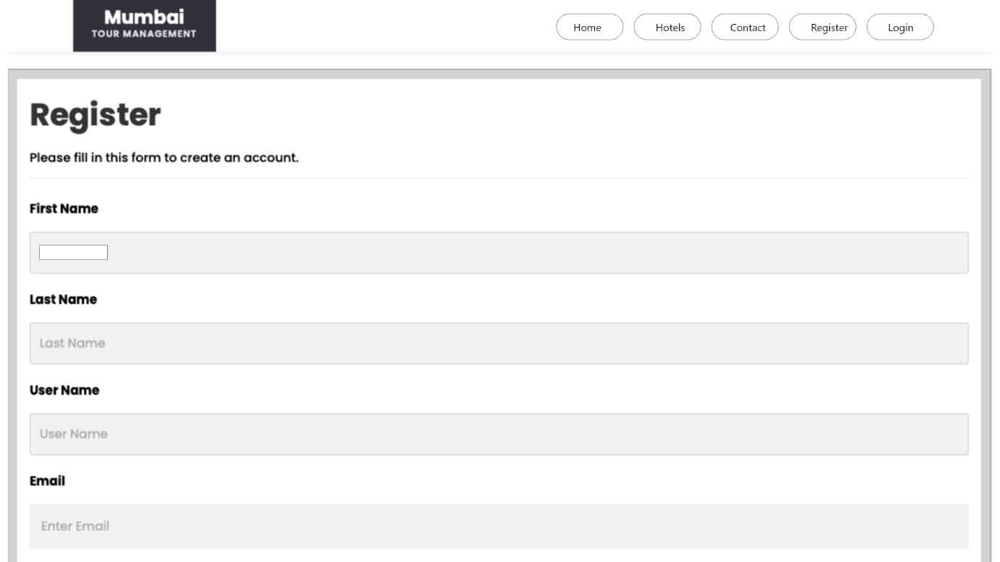 Mumbai
TOUR MANAGEMENT
Home Hotels Contact Register Login
Register
Please fill in this form to create an account.
First Name
Last Name
Last Name
User Name
User Name
Email
Enter Email